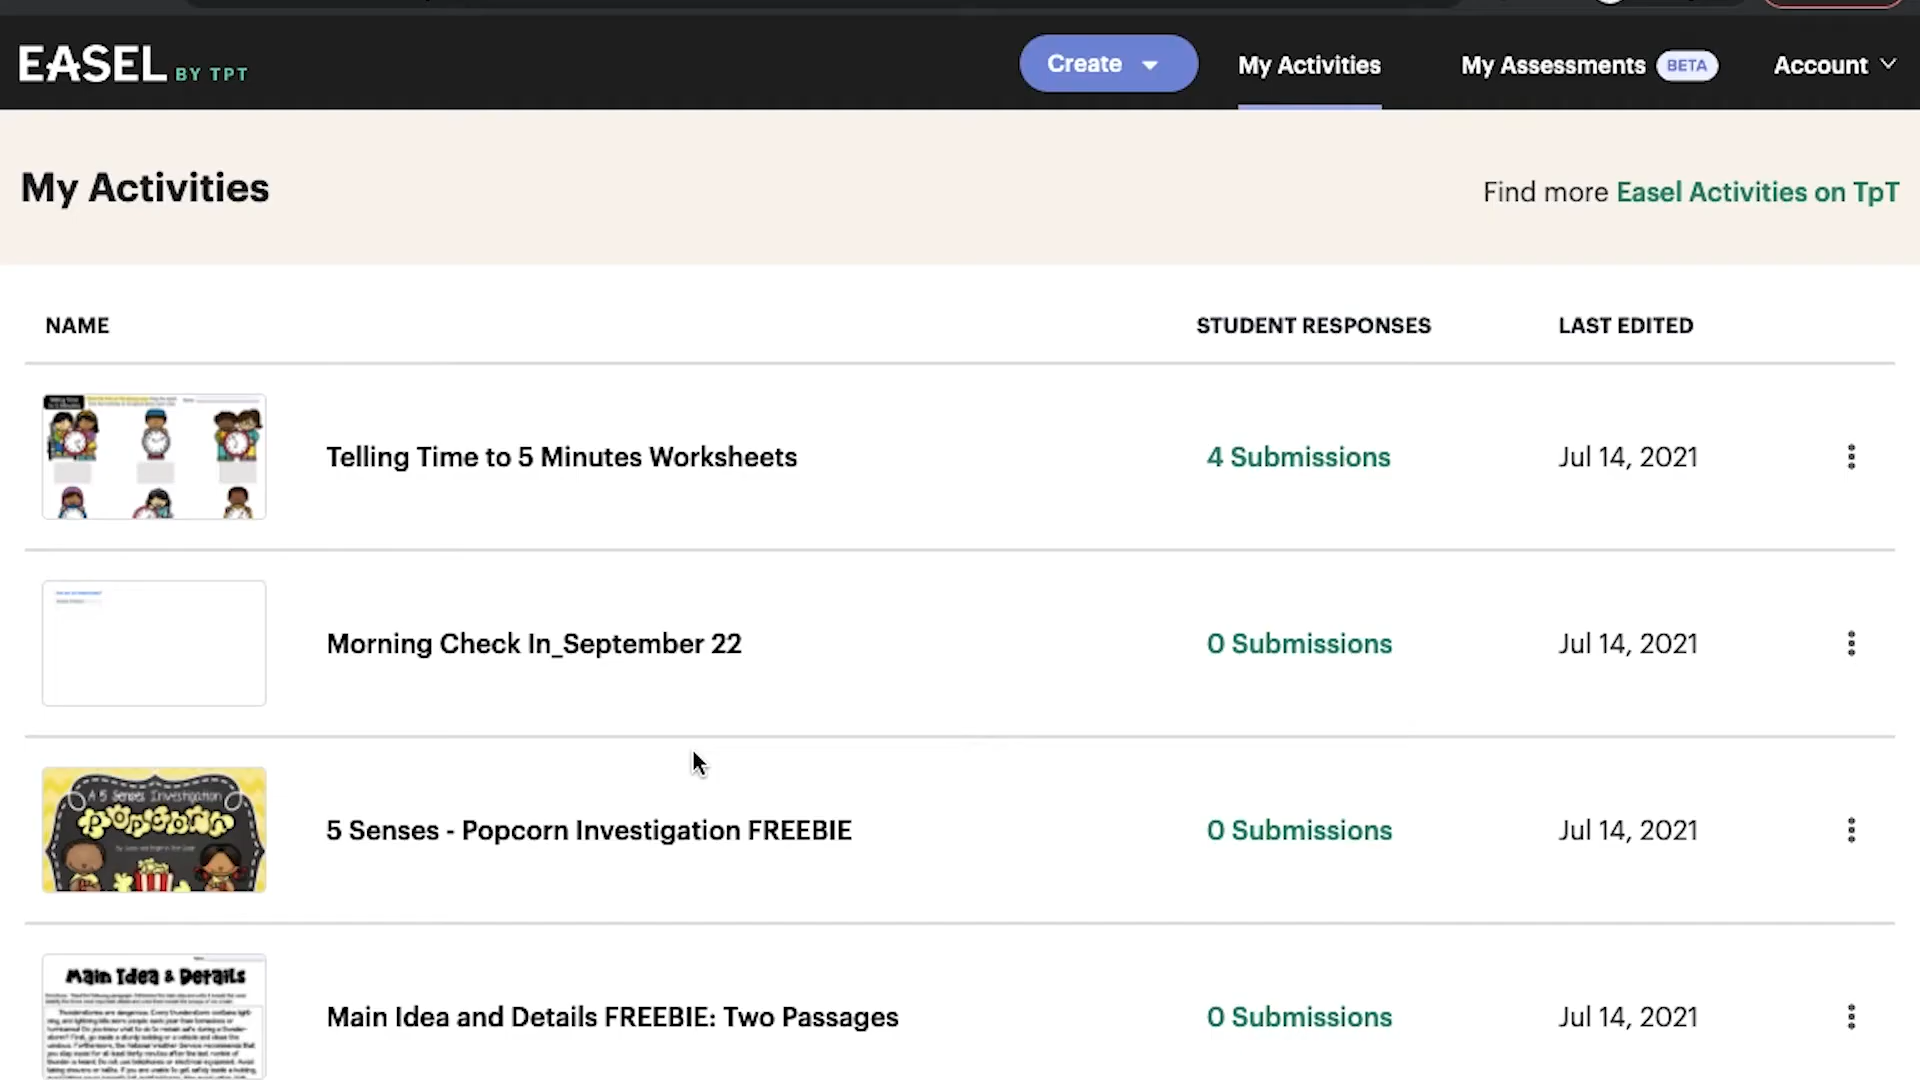 EASEL BY TPT
Create
My Activities
My Assessments BETA
Account
My Activities
Find more Easel Activities on TpT
NAME
STUDENT RESPONSES
LAST EDITED
Telling Time to 5 Minutes Worksheets
4 Submissions
Jul 14, 2021
Morning Check In_September 22
0 Submissions
Jul 14, 2021
A 5 Senses Investigation
POPCORN
5 Senses - Popcorn Investigation FREEBIE
0 Submissions
Jul 14, 2021
Main Idea & Details
Main Idea and Details FREEBIE: Two Passages
0 Submissions
Jul 14, 2021